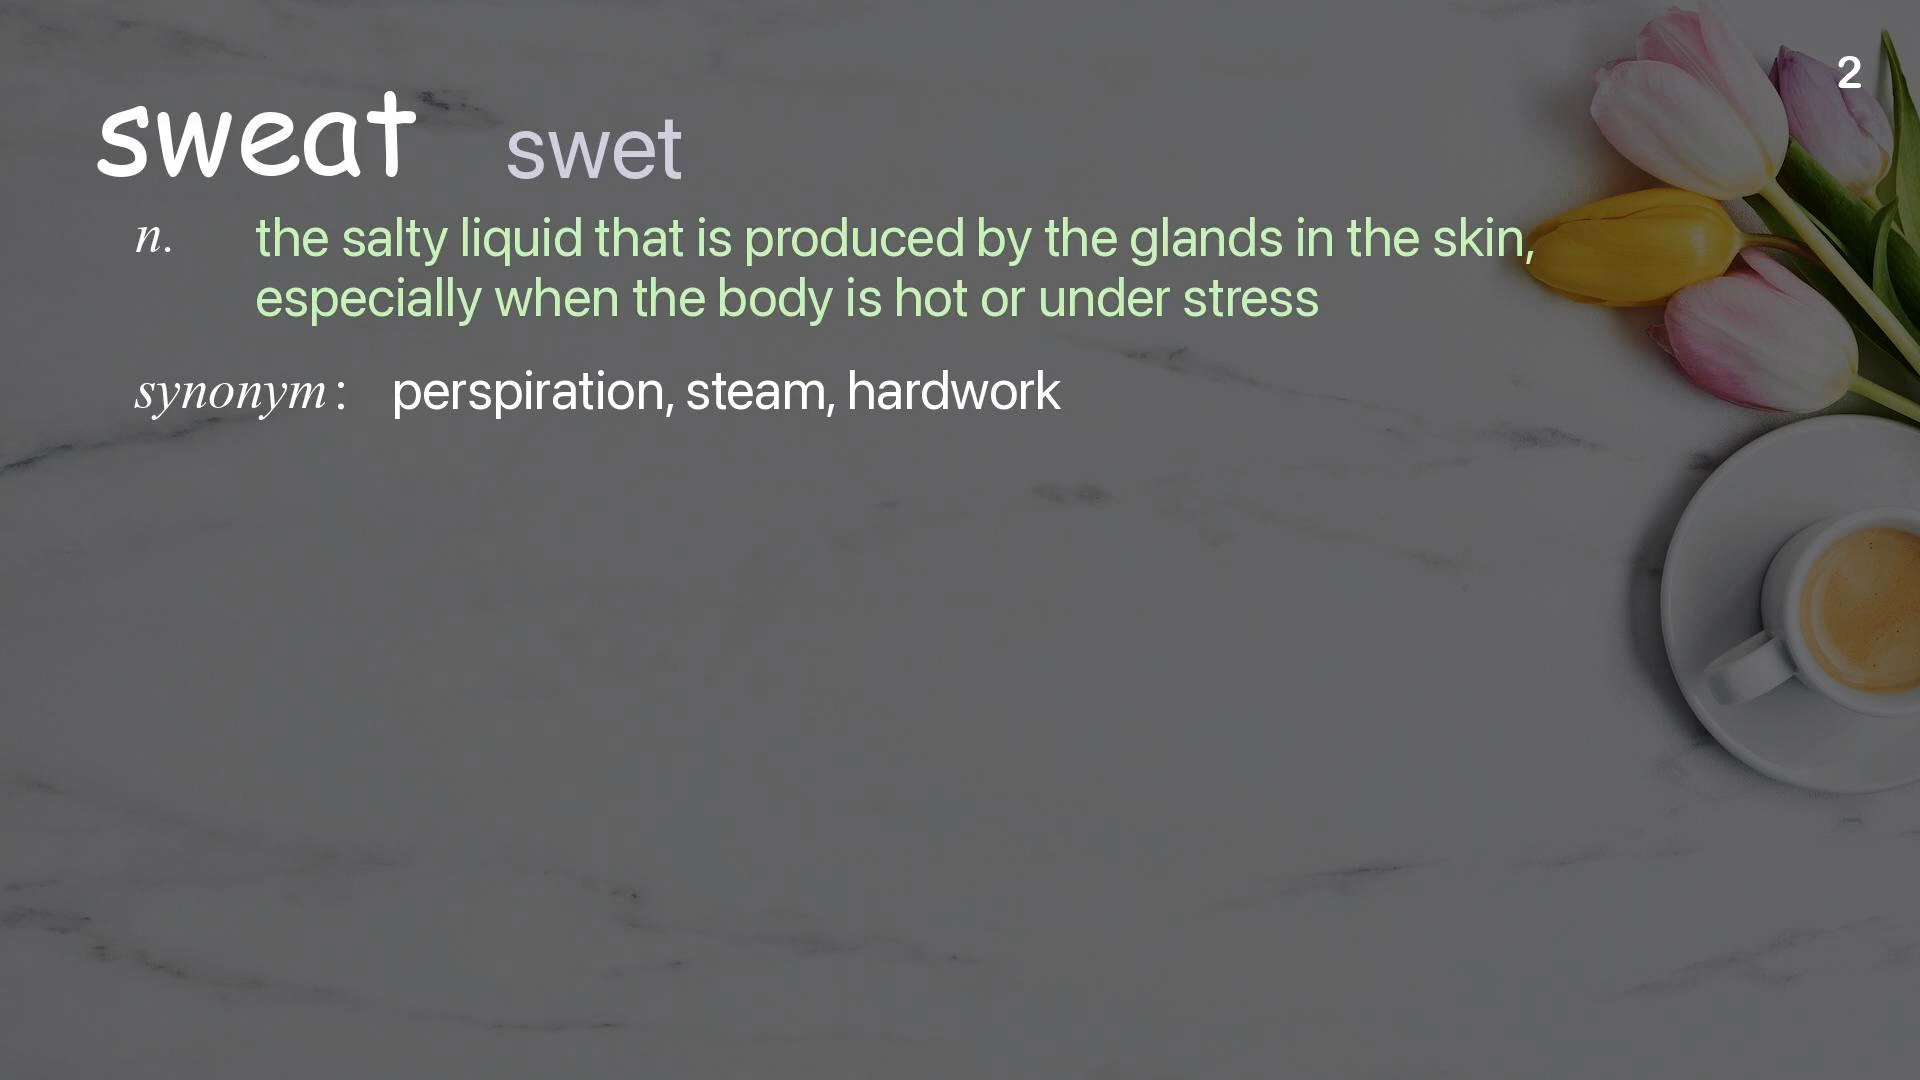 2
sweat swet
n. the salty liquid that is produced by the glands in the skin,
especially when the body is hot or under stress
synonym: perspiration, steam, hardwork